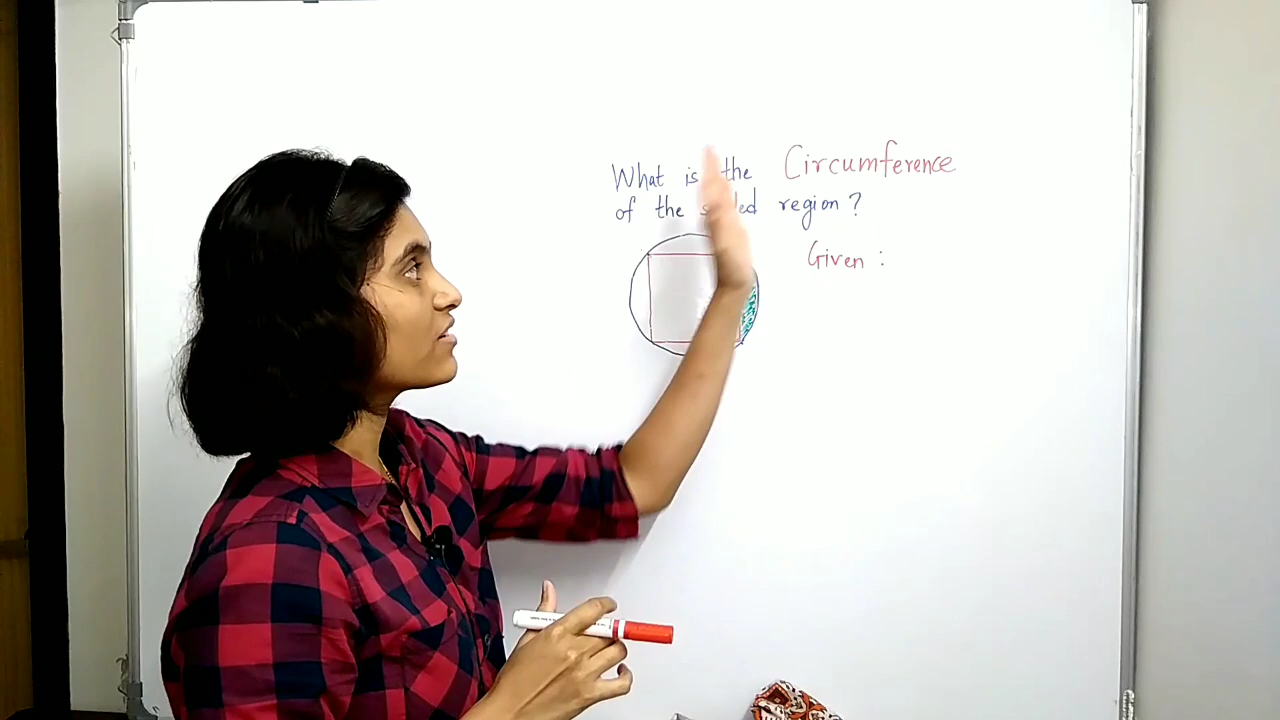 What is the Circumference
of the region?
Given :